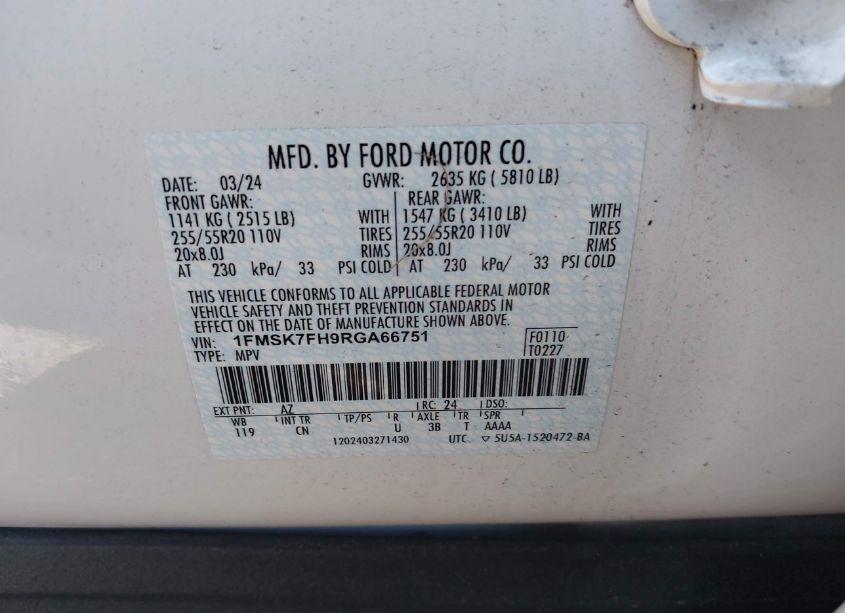 MFD. BY FORD MOTOR CO.
DATE: 03/24 GVWR: 2635 KG ( 5810 LB)
FRONT GAWR: REAR GAWR:
1141 KG ( 2515 LB) WITH 1547 KG ( 3410 LB) WITH
255/55R20 110V TIRES 255/55R20 110V TIRES
20x8.0J RIMS 20x8.0J RIMS
AT 230 kPa/ 33 PSI COLD AT 230 kPa/ 33 PSI COLD
THIS VEHICLE CONFORMS TO ALL APPLICABLE FEDERAL MOTOR
VEHICLE SAFETY AND THEFT PREVENTION STANDARDS IN
EFFECT ON THE DATE OF MANUFACTURE SHOWN ABOVE.
VIN: 1FMSK7FH9RGA66751 F0110
TYPE: MPV T0227
EXT PNT: AZ RC: 24 DSO:
WB INT TR TP/PS R AXLE TR SPR
119 CN U 3B T AAAA
1202403271430 UTC ▽ 5U5A-1520472-BA